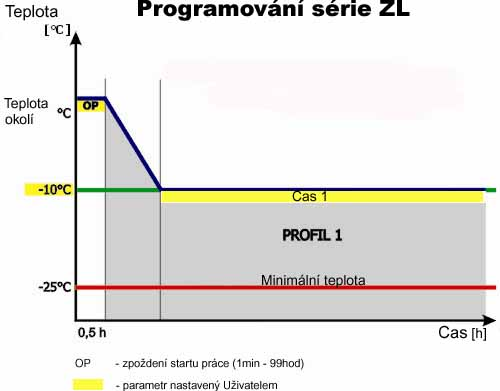 Programování série ZL
Teplota
[°C]
Teplota
okolí
°C
OP
-10°C
Cas 1
PROFIL 1
-25°C
Minimální teplota
0,5 h
Cas [h]
OP - zpoždění startu práce (1min - 99hod)
- parametr nastavený Uživatelem